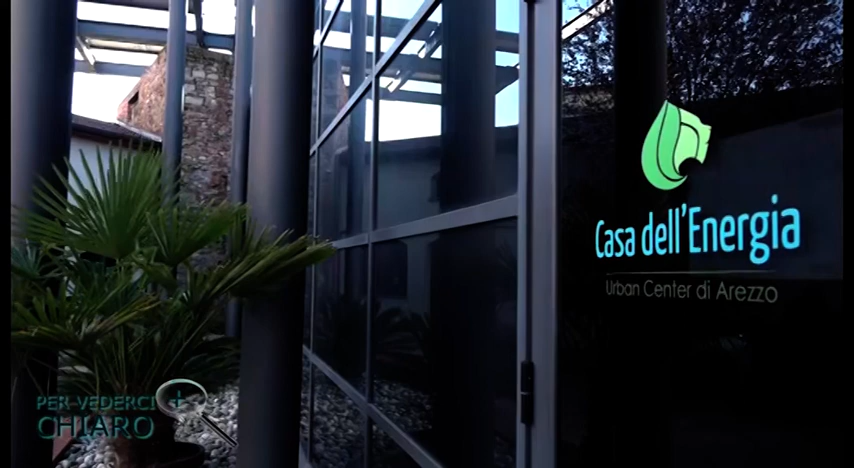 Casa dell'Energia
Urban Center di Arezzo
PER VEDERCI
CHIARO